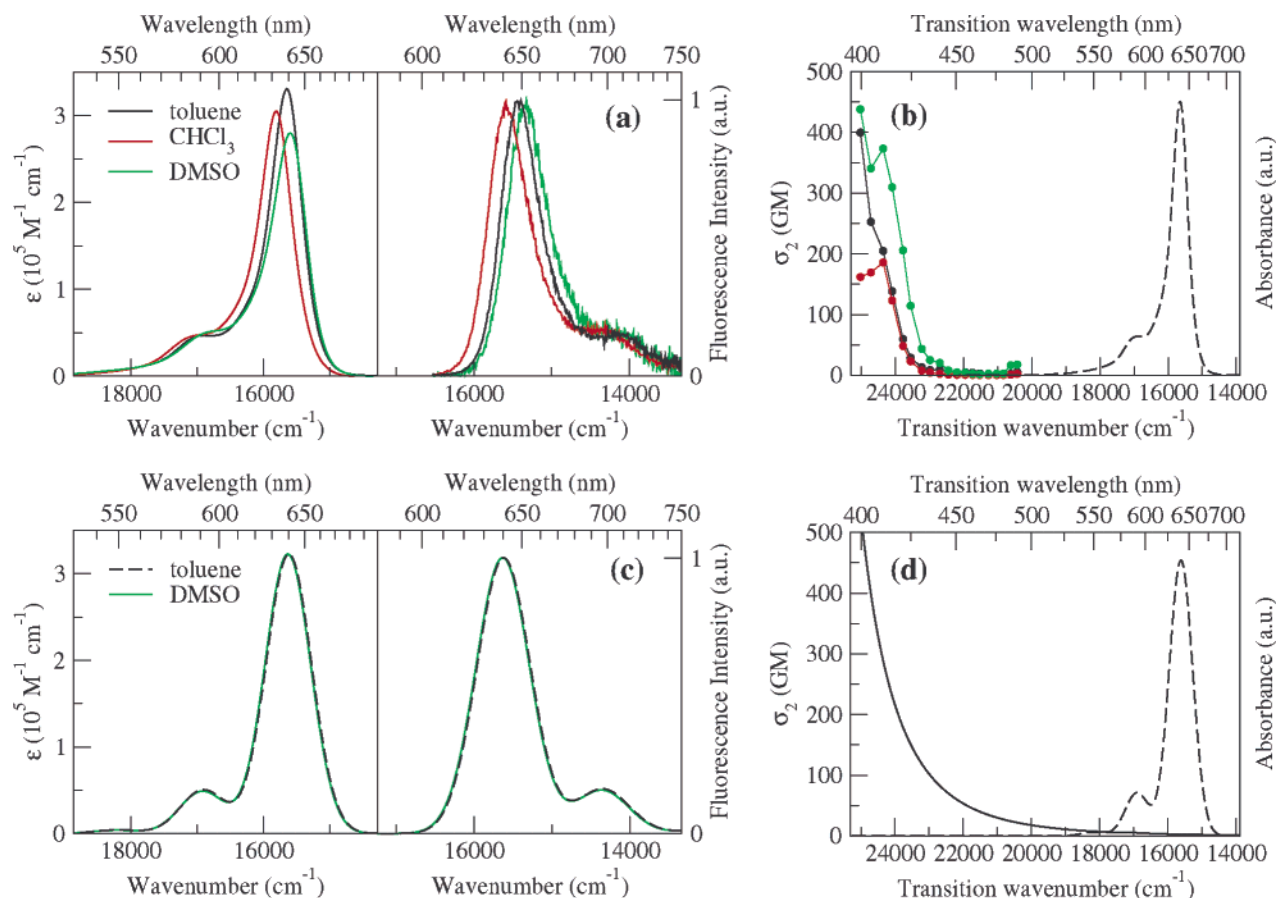 Wavelength (nm)
550 600 650
Wavelength (nm)
600 650 700 750
ε (10⁵ M⁻¹ cm⁻¹)
3
2
1
0
toluene
CHCl₃
DMSO
(a)
1
0
Fluorescence Intensity (a.u.)
18000 16000
Wavenumber (cm⁻¹)
16000 15000 14000
Wavenumber (cm⁻¹)
Transition wavelength (nm)
400 450 500 550 600 650 700
σ₂ (GM)
500
400
300
200
100
0
(b)
Absorbance (a.u.)
24000 22000 20000 18000 16000 14000
Transition wavenumber (cm⁻¹)
Wavelength (nm)
550 600 650
Wavelength (nm)
600 650 700 750
ε (10⁵ M⁻¹ cm⁻¹)
3
2
1
0
toluene
DMSO
(c)
1
0
Fluorescence Intensity (a.u.)
18000 16000
Wavenumber (cm⁻¹)
16000 14000
Wavenumber (cm⁻¹)
Transition wavelength (nm)
400 450 500 550 600 650 700
σ₂ (GM)
500
400
300
200
100
0
(d)
Absorbance (a.u.)
24000 22000 20000 18000 16000 14000
Transition wavenumber (cm⁻¹)